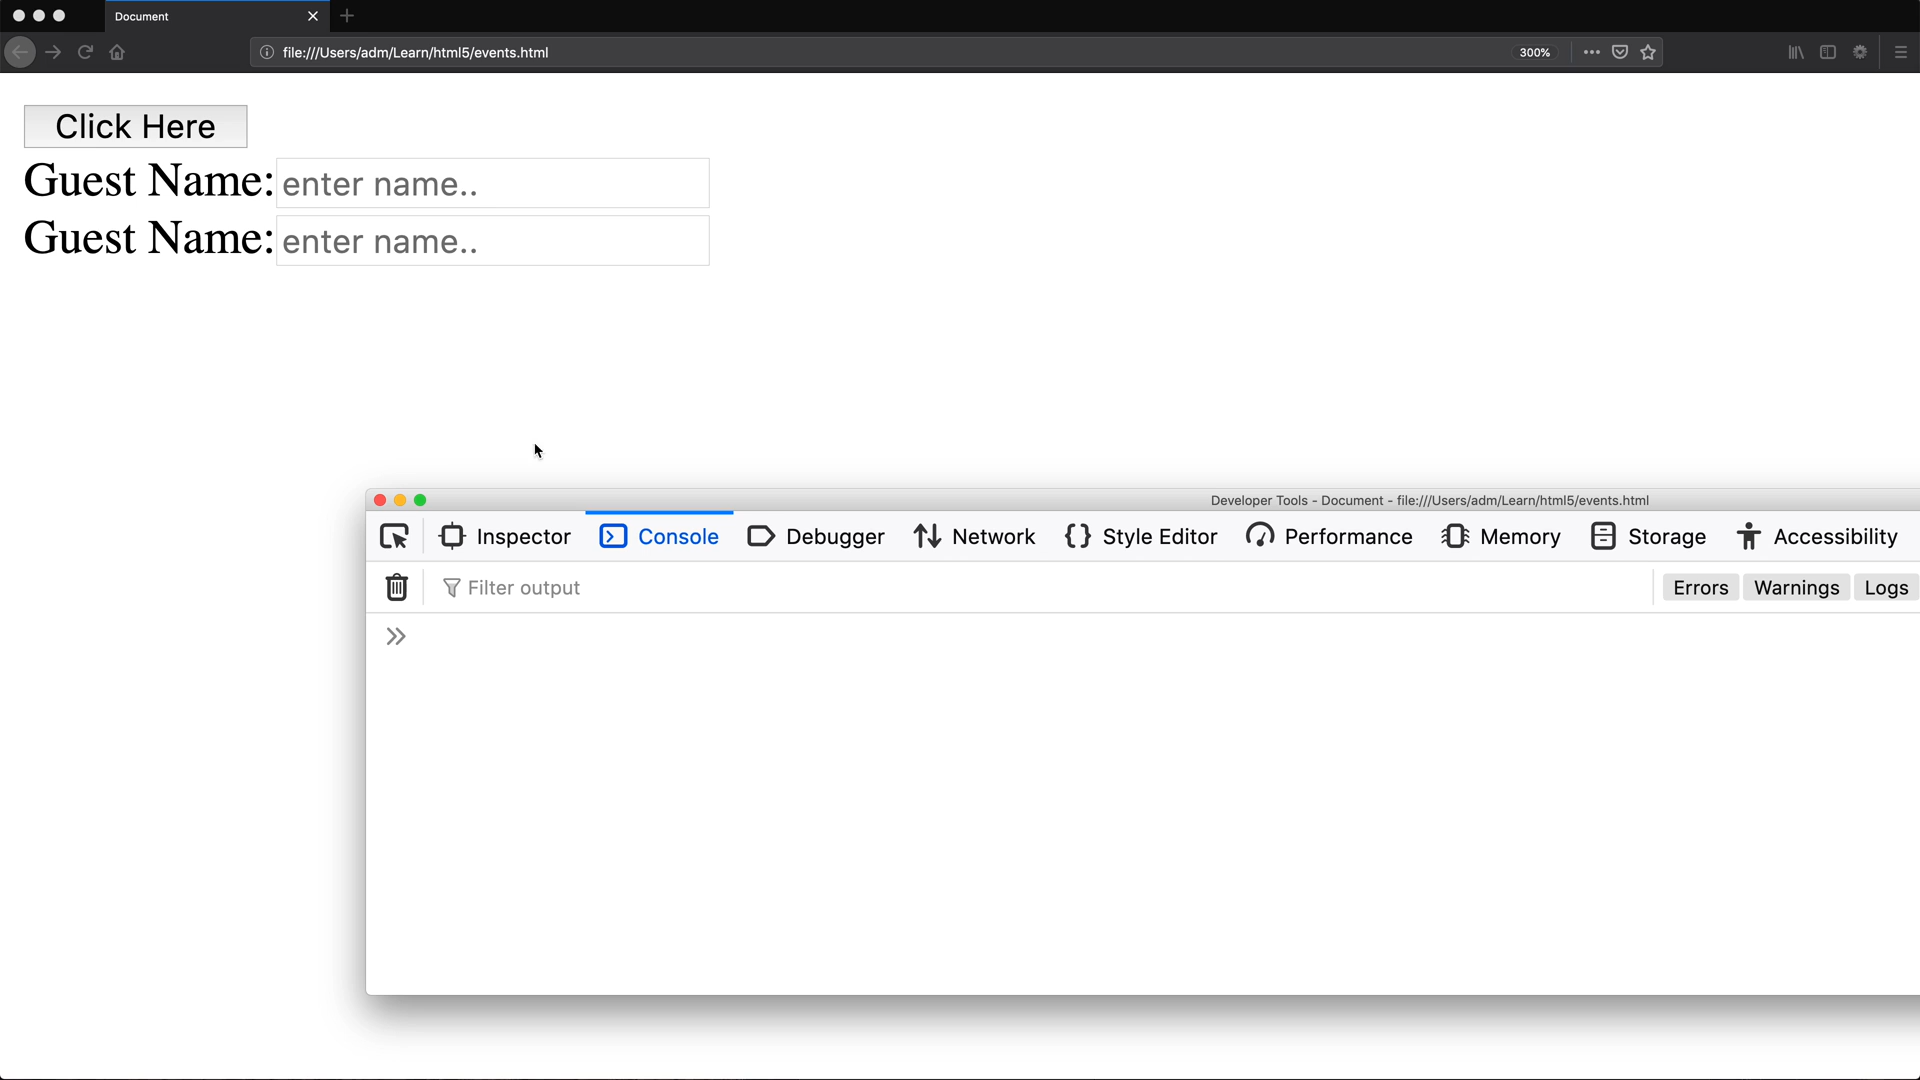 Document
file:///Users/adm/Learn/html5/events.html
300%
Click Here
Guest Name: enter name..
Guest Name: enter name..
Developer Tools - Document - file:///Users/adm/Learn/html5/events.html
Inspector Console Debugger Network Style Editor Performance Memory Storage Accessibility
Filter output Errors Warnings Logs